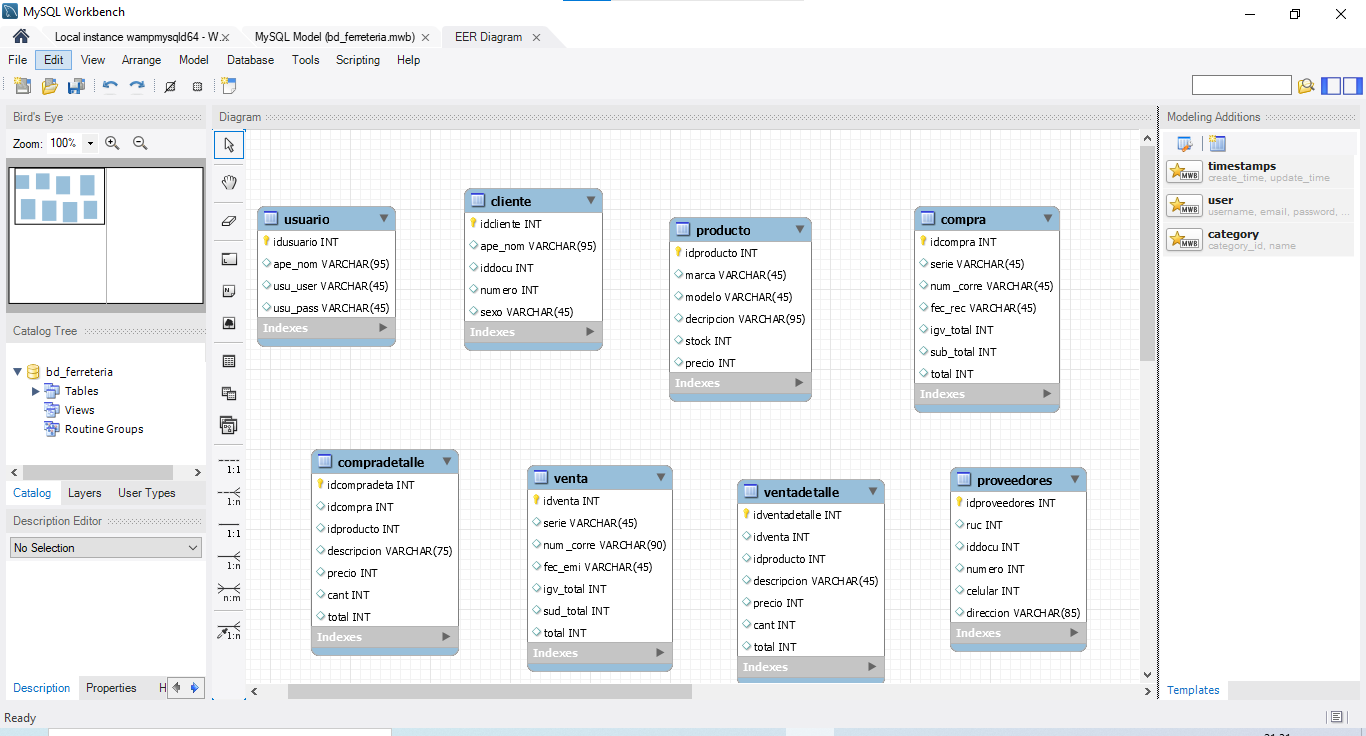 MySQL Workbench
Local instance wampmysqld64 - W...
MySQL Model (bd_ferreteria.mwb)
EER Diagram
File Edit View Arrange Model Database Tools Scripting Help
Bird's Eye
Zoom: 100%
Catalog Tree
bd_ferreteria
Tables
Views
Routine Groups
Catalog Layers User Types
Description Editor
No Selection
Description Properties H
Ready
Diagram
1:1
1:n
1:1
1:n
n:m
1:n
usuario
idusuario INT
ape_nom VARCHAR(95)
usu_user VARCHAR(45)
usu_pass VARCHAR(45)
Indexes
cliente
idcliente INT
ape_nom VARCHAR(95)
iddocu INT
numero INT
sexo VARCHAR(45)
Indexes
producto
idproducto INT
marca VARCHAR(45)
modelo VARCHAR(45)
decripcion VARCHAR(95)
stock INT
precio INT
Indexes
compra
idcompra INT
serie VARCHAR(45)
num_corre VARCHAR(45)
fec_rec VARCHAR(45)
igv_total INT
sub_total INT
total INT
Indexes
compradetalle
idcompradeta INT
idcompra INT
idproducto INT
descripcion VARCHAR(75)
precio INT
cant INT
total INT
Indexes
venta
idventa INT
serie VARCHAR(45)
num_corre VARCHAR(90)
fec_emi VARCHAR(45)
igv_total INT
sud_total INT
total INT
Indexes
ventadetalle
idventadetalle INT
idventa INT
idproducto INT
descripcion VARCHAR(45)
precio INT
cant INT
total INT
Indexes
proveedores
idproveedores INT
ruc INT
iddocu INT
numero INT
celular INT
direccion VARCHAR(85)
Indexes
Modeling Additions
MWB
timestamps
create_time, update_time
MWB
user
username, email, password, ...
MWB
category
category_id, name
Templates